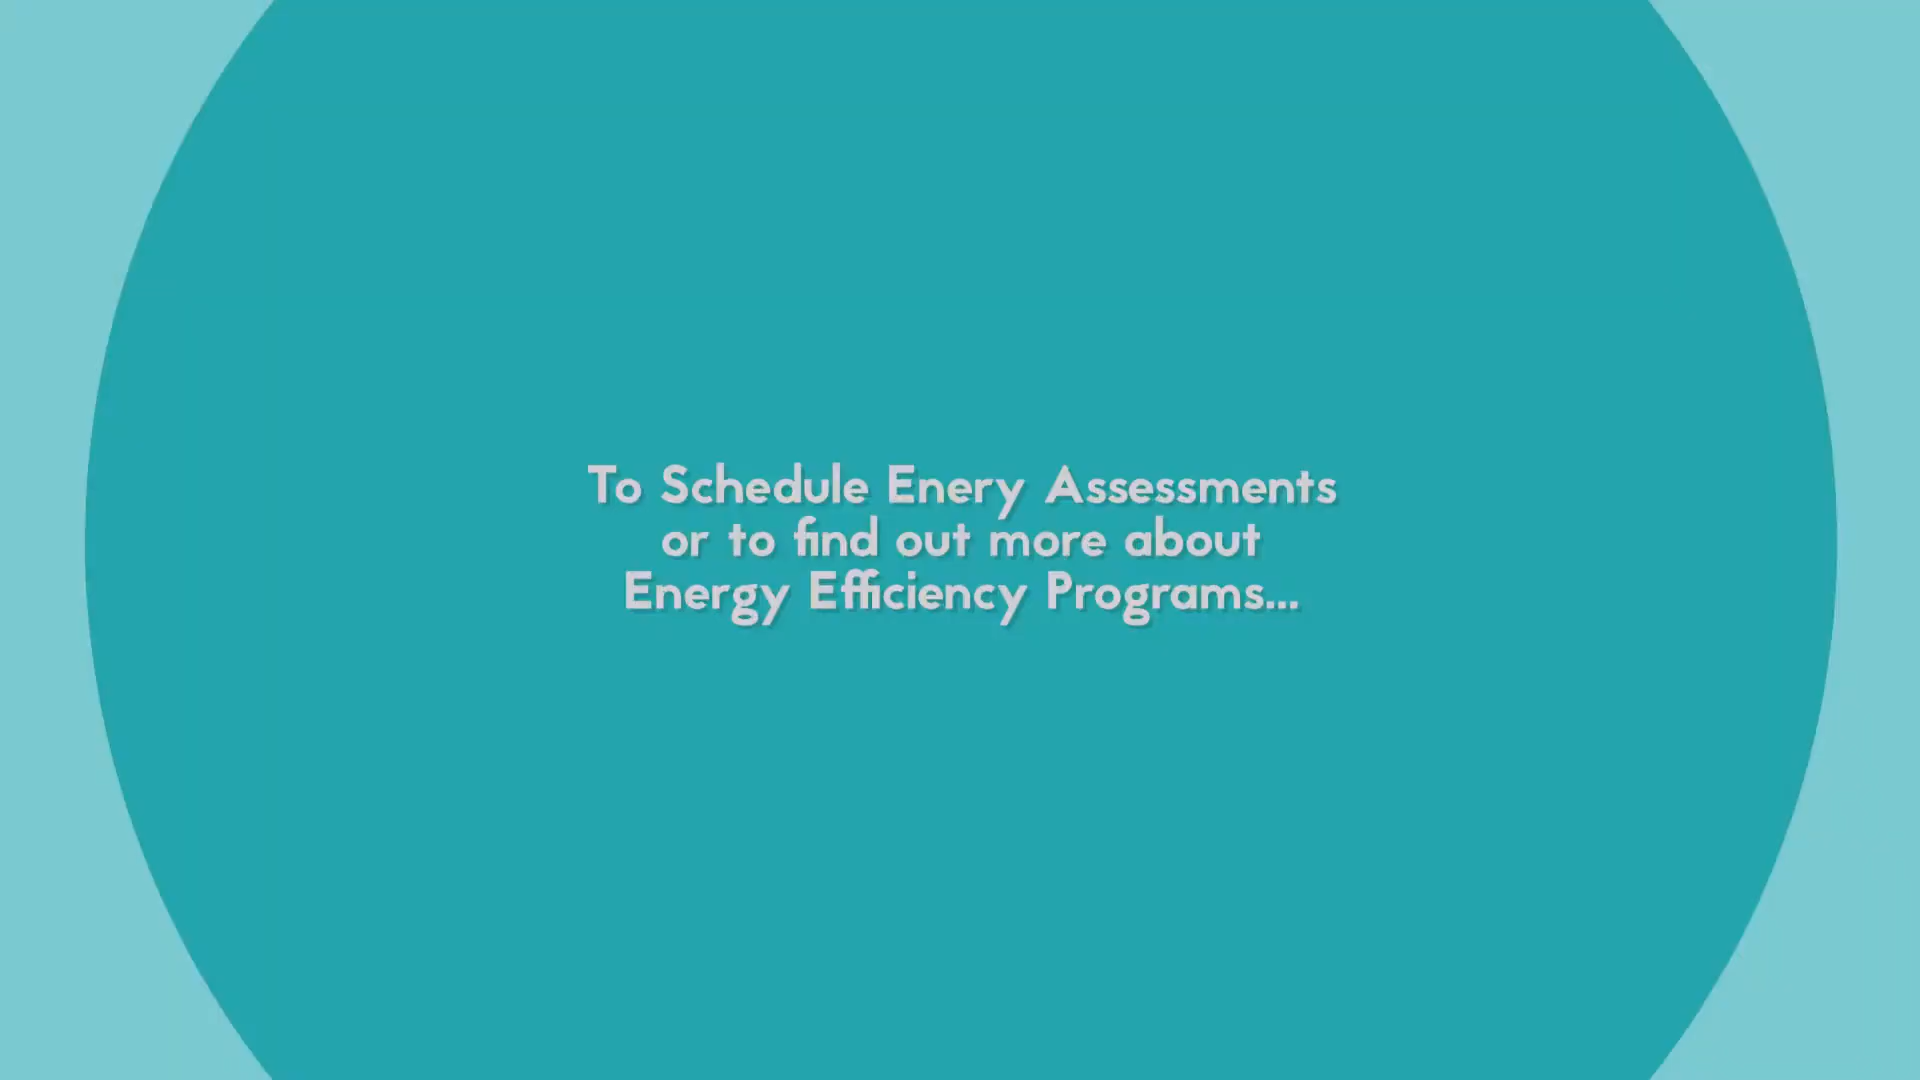 To Schedule Enery Assessments
or to find out more about
Energy Efficiency Programs...